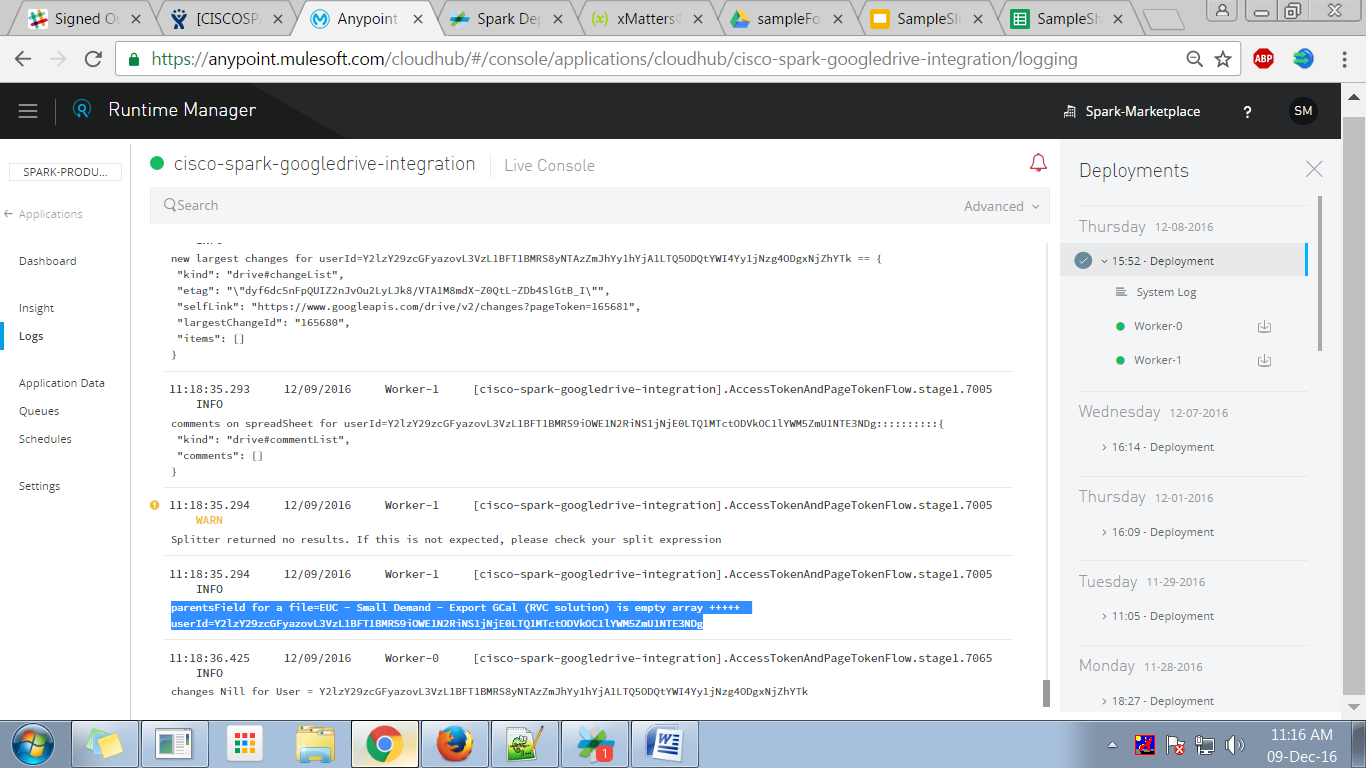 Signed Ou
[CISCOSP
Anypoint
Spark Dep
xMatters
sampleFo
SampleSli
SampleSh
https://anypoint.mulesoft.com/cloudhub/#/console/applications/cloudhub/cisco-spark-googledrive-integration/logging
ABP
Runtime Manager
Spark-Marketplace
?
SM
SPARK-PRODU...
Applications
Dashboard
Insight
Logs
Application Data
Queues
Schedules
Settings
cisco-spark-googledrive-integration
Live Console
Search
Advanced
INFO
new largest changes for userId=Y2lzY29zcGFyazovL3VzL1BFT1BMRS8yNTAzZmJhYy1hYjA1LTQ5ODQtYWI4Yy1jNzg4ODgxNjZhYTk == {
"kind": "drive#changeList",
"etag": "\"dyf6dc5nFpQUIZ2nJvOu2LyLJk8/VTA1M8mdX-Z0QtL-ZDb4SlGtB_I\"",
"selfLink": "https://www.googleapis.com/drive/v2/changes?pageToken=165681",
"largestChangeId": "165680",
"items": []
}
11:18:35.293 12/09/2016 Worker-1 [cisco-spark-googledrive-integration].AccessTokenAndPageTokenFlow.stage1.7005
INFO
comments on spreadSheet for userId=Y2lzY29zcGFyazovL3VzL1BFT1BMRS9iOWE1N2RiNS1jNjE0LTQ1MTctODVkOC1lYWM5ZmU1NTE3NDg::::::::::{
"kind": "drive#commentList",
"comments": []
}
11:18:35.294 12/09/2016 Worker-1 [cisco-spark-googledrive-integration].AccessTokenAndPageTokenFlow.stage1.7005
WARN
Splitter returned no results. If this is not expected, please check your split expression
11:18:35.294 12/09/2016 Worker-1 [cisco-spark-googledrive-integration].AccessTokenAndPageTokenFlow.stage1.7005
INFO
parentsField for a file=EUC - Small Demand - Export GCal (RVC solution) is empty array +++++
userId=Y2lzY29zcGFyazovL3VzL1BFT1BMRS9iOWE1N2RiNS1jNjE0LTQ1MTctODVkOC1lYWM5ZmU1NTE3NDg
11:18:36.425 12/09/2016 Worker-0 [cisco-spark-googledrive-integration].AccessTokenAndPageTokenFlow.stage1.7065
INFO
changes Nill for User = Y2lzY29zcGFyazovL3VzL1BFT1BMRS8yNTAzZmJhYy1hYjA1LTQ5ODQtYWI4Yy1jNzg4ODgxNjZhYTk
Deployments
Thursday 12-08-2016
15:52 - Deployment
System Log
Worker-0
Worker-1
Wednesday 12-07-2016
16:14 - Deployment
Thursday 12-01-2016
16:09 - Deployment
Tuesday 11-29-2016
11:05 - Deployment
Monday 11-28-2016
18:27 - Deployment
1
11:16 AM
09-Dec-16